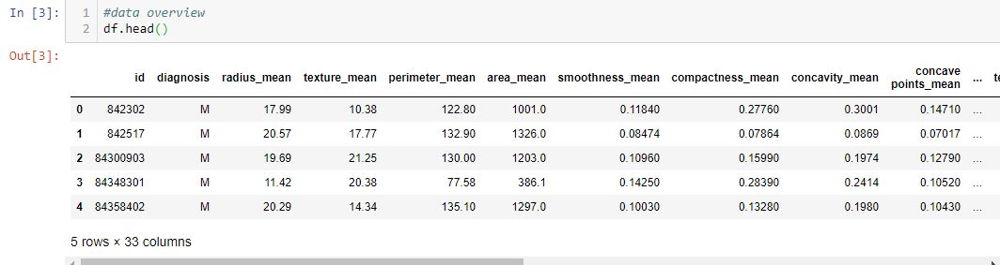 In [3]: 1 #data overview
2 df.head()
Out[3]:
id diagnosis radius_mean texture_mean perimeter_mean area_mean smoothness_mean compactness_mean concavity_mean concave points_mean ...
0 842302 M 17.99 10.38 122.80 1001.0 0.11840 0.27760 0.3001 0.14710 ...
1 842517 M 20.57 17.77 132.90 1326.0 0.08474 0.07864 0.0869 0.07017 ...
2 84300903 M 19.69 21.25 130.00 1203.0 0.10960 0.15990 0.1974 0.12790 ...
3 84348301 M 11.42 20.38 77.58 386.1 0.14250 0.28390 0.2414 0.10520 ...
4 84358402 M 20.29 14.34 135.10 1297.0 0.10030 0.13280 0.1980 0.10430 ...
5 rows × 33 columns